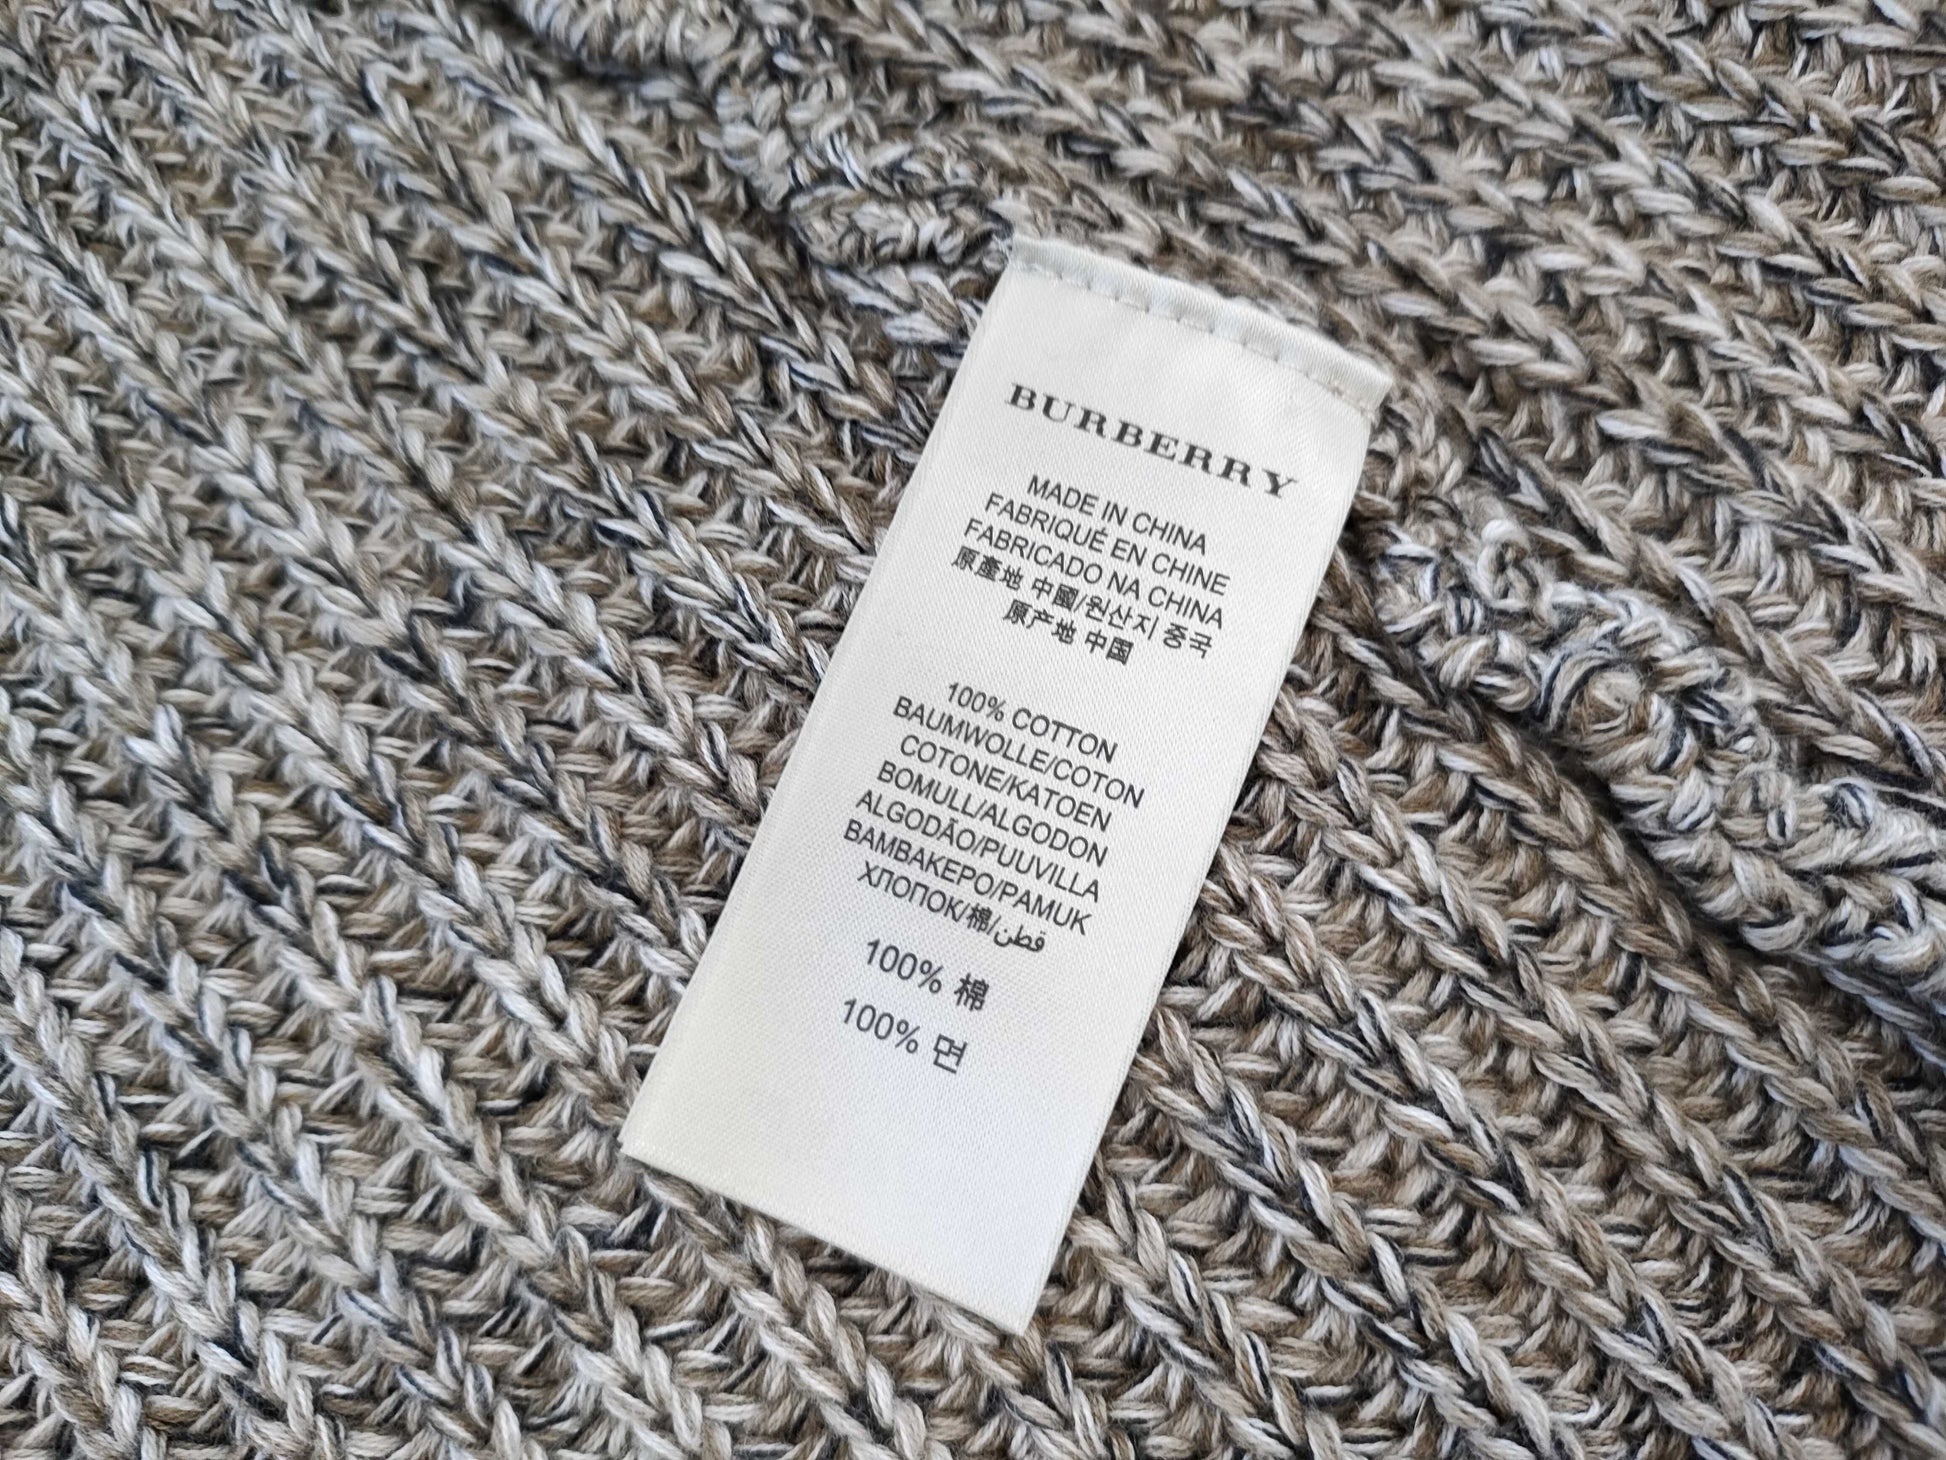 BURBERRY
MADE IN CHINA
FABRIQUÉ EN CHINE
FABRICADO NA CHINA
原產地 中國/원산지 중국
原产地 中国
100% COTTON
BAUMWOLLE/COTON
COTONE/KATOEN
BOMULL/ALGODON
ALGODÃO/PUUVILLA
ΒΑΜΒΑΚΕΡΟ/PAMUK
ХЛОПОК/棉/قطن
100% 棉
100% 면